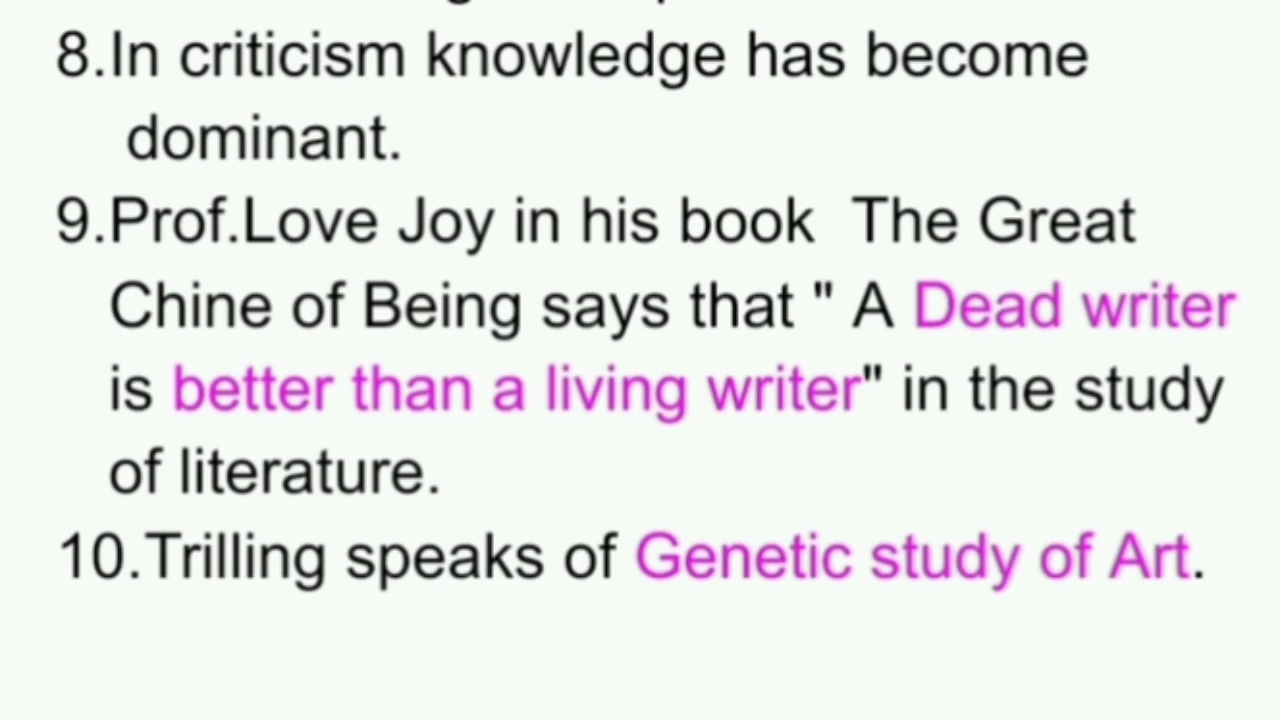 8.In criticism knowledge has become
dominant.
9.Prof.Love Joy in his book The Great
Chine of Being says that " A Dead writer
is better than a living writer" in the study
of literature.
10.Trilling speaks of Genetic study of Art.